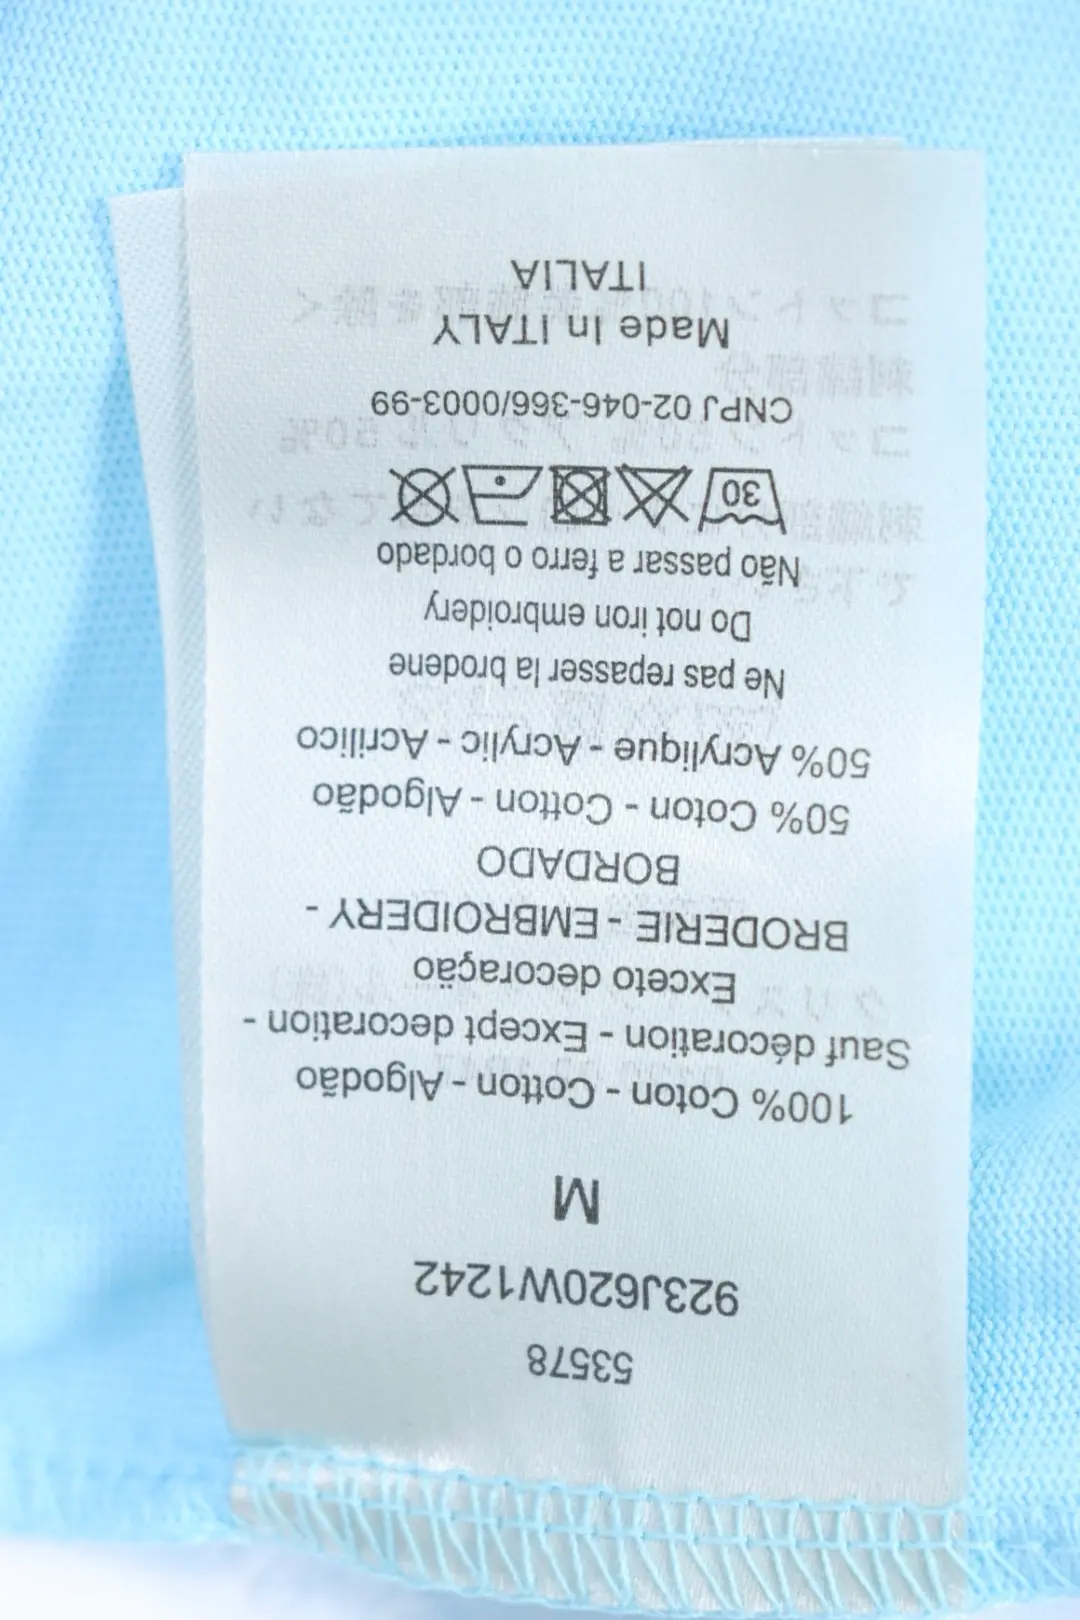 53578
923J620W1242
M
100% Coton - Cotton - Algodão
Sauf décoration - Except decoration -
Exceto decoraçäo
BRODERIE - EMBROIDERY -
BORDADO
50% Coton - Cotton - Algodão
50% Acrylique - Acrylic - Acrilico
Ne pas repasser la brodene
Do not iron embroidery
Não passar a ferro o bordado
30
CNPJ 02-046-366/0003-99
Made In ITALY
ITALIA